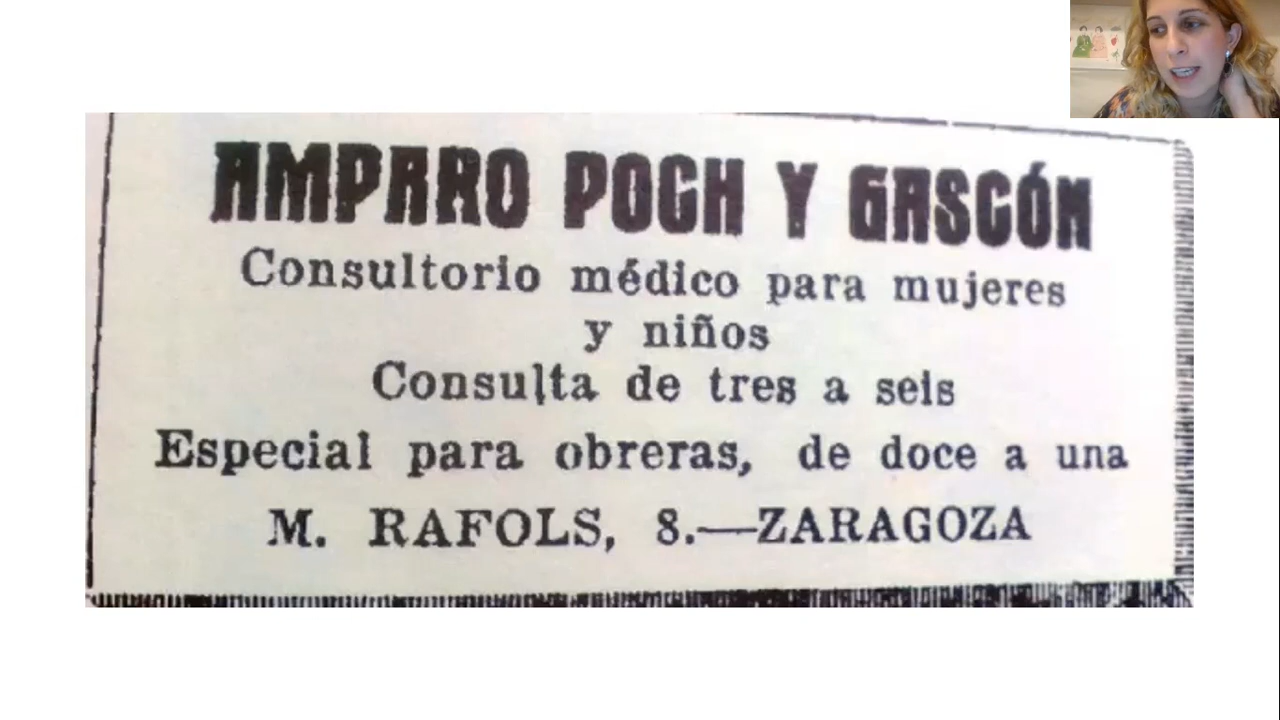 AMPARO POCH Y GASCÓN
Consultorio médico para mujeres
y niños
Consulta de tres a seis
Especial para obreras, de doce a una
M. RAFOLS, 8.—ZARAGOZA